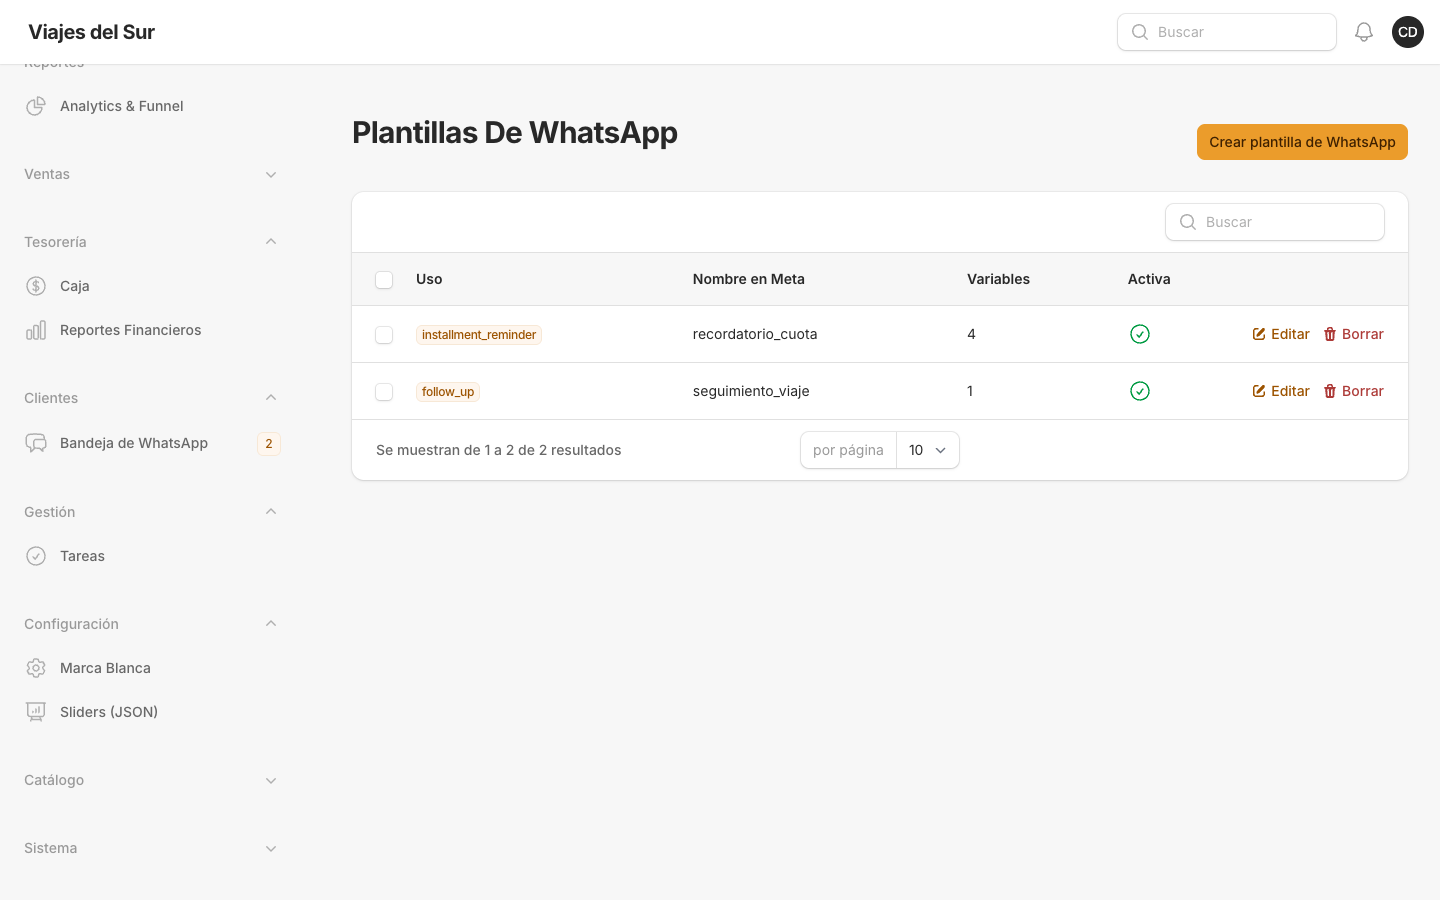 Viajes del Sur
Buscar
CD
Reportes
Analytics & Funnel
Ventas
Tesorería
Caja
Reportes Financieros
Clientes
Bandeja de WhatsApp 2
Gestión
Tareas
Configuración
Marca Blanca
Sliders (JSON)
Catálogo
Sistema
Plantillas De WhatsApp
Crear plantilla de WhatsApp
Buscar
Uso Nombre en Meta Variables Activa
installment_reminder recordatorio_cuota 4 Editar Borrar
follow_up seguimiento_viaje 1 Editar Borrar
Se muestran de 1 a 2 de 2 resultados por página 10